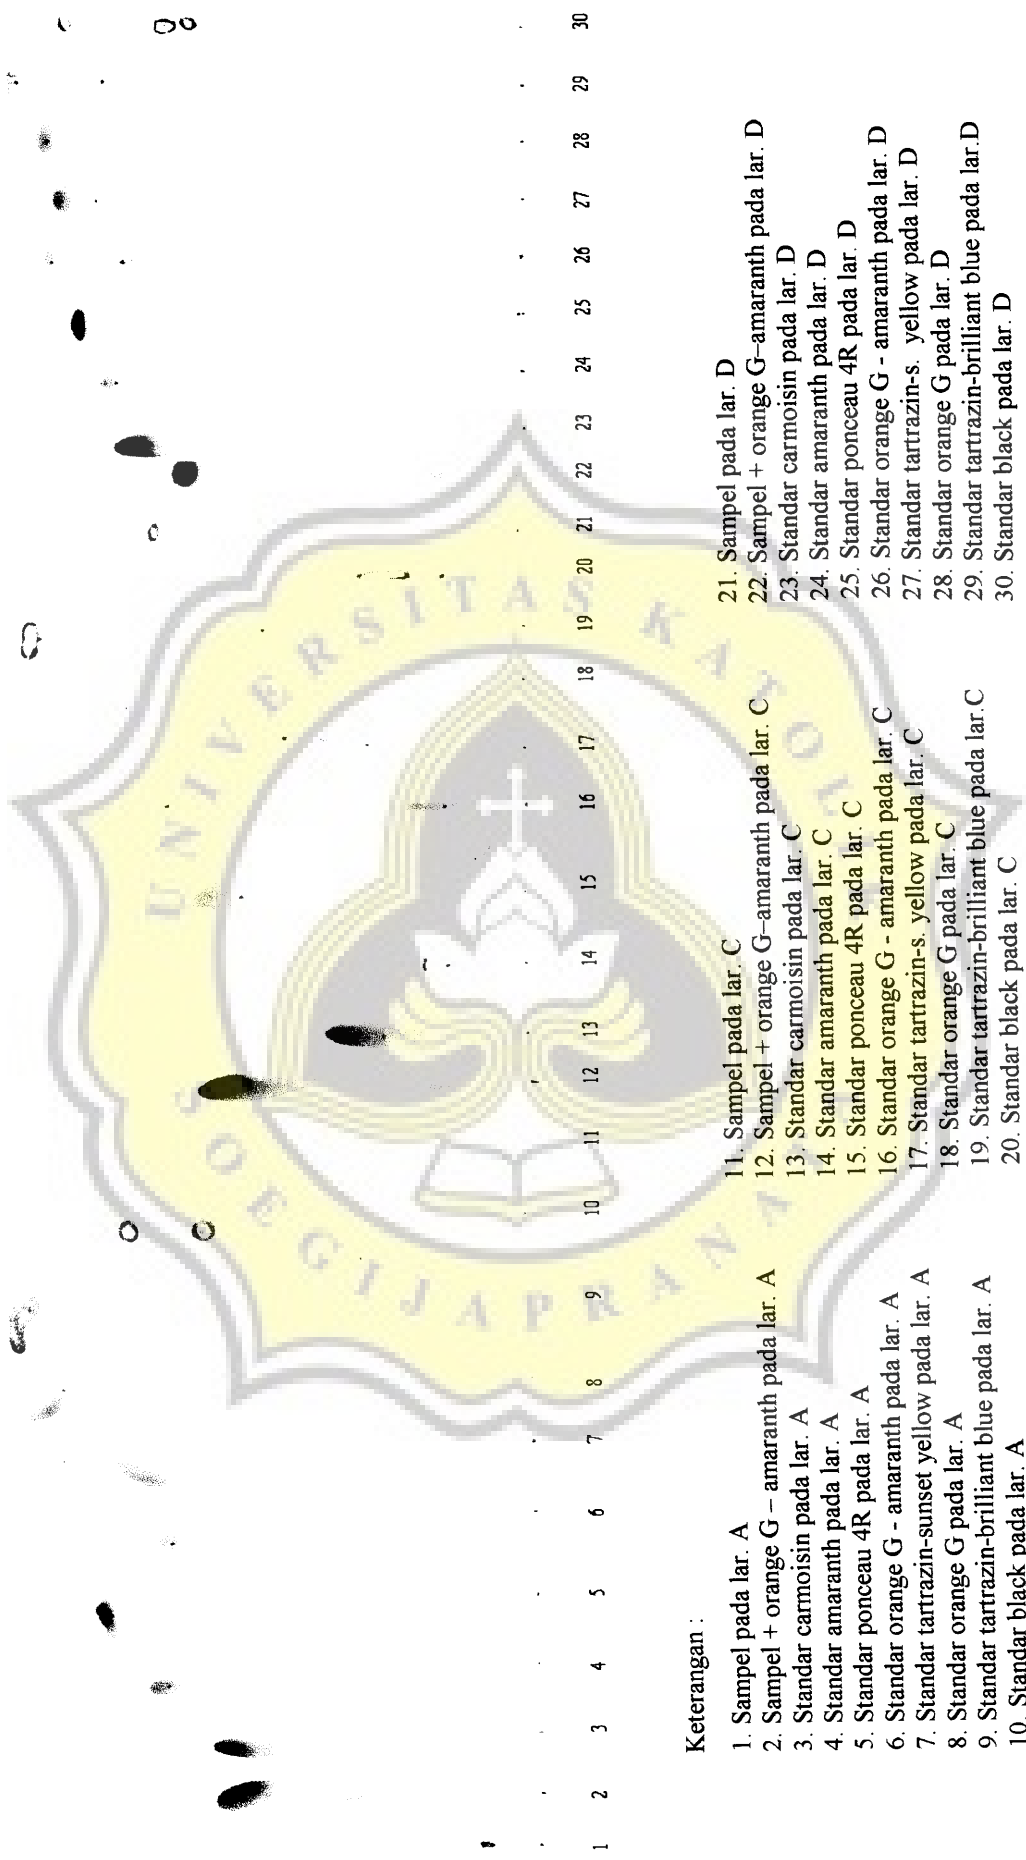 1 2 3 4 5 6 7 8 9 10 11 12 13 14 15 16 17 18 19 20 21 22 23 24 25 26 27 28 29 30
Keterangan :
1. Sampel pada lar. A
2. Sampel + orange G – amaranth pada lar. A
3. Standar carmoisin pada lar. A
4. Standar amaranth pada lar. A
5. Standar ponceau 4R pada lar. A
6. Standar orange G - amaranth pada lar. A
7. Standar tartrazin-sunset yellow pada lar. A
8. Standar orange G pada lar. A
9. Standar tartrazin-brilliant blue pada lar. A
10. Standar black pada lar. A
11. Sampel pada lar. C
12. Sampel + orange G–amaranth pada lar. C
13. Standar carmoisin pada lar. C
14. Standar amaranth pada lar. C
15. Standar ponceau 4R pada lar. C
16. Standar orange G - amaranth pada lar. C
17. Standar tartrazin-s. yellow pada lar. C
18. Standar orange G pada lar. C
19. Standar tartrazin-brilliant blue pada lar.C
20. Standar black pada lar. C
21. Sampel pada lar. D
22. Sampel + orange G–amaranth pada lar. D
23. Standar carmoisin pada lar. D
24. Standar amaranth pada lar. D
25. Standar ponceau 4R pada lar. D
26. Standar orange G - amaranth pada lar. D
27. Standar tartrazin-s. yellow pada lar. D
28. Standar orange G pada lar. D
29. Standar tartrazin-brilliant blue pada lar.D
30. Standar black pada lar. D
UNIVERSITAS
SOEGIJAPRANA